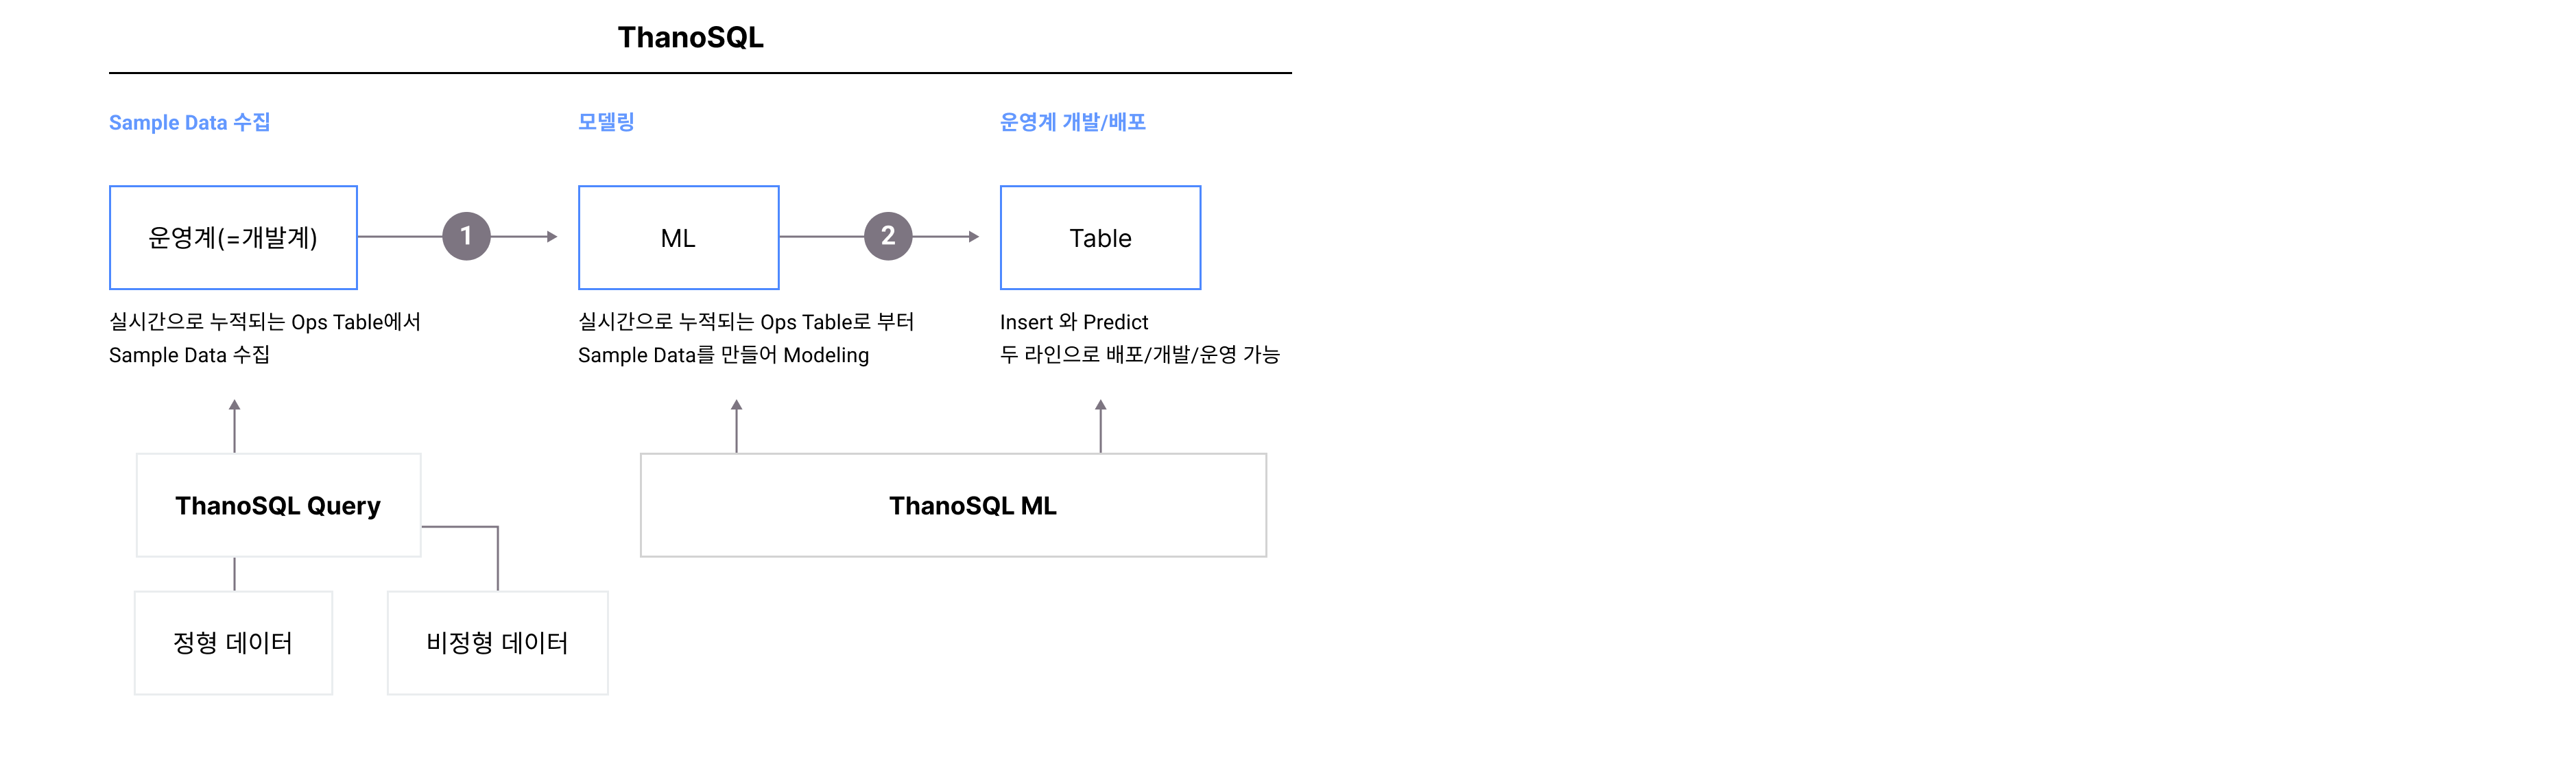 ThanoSQL
Sample Data 수집
모델링
운영계 개발/배포
운영계(=개발계)
1
ML
2
Table
실시간으로 누적되는 Ops Table에서
Sample Data 수집
실시간으로 누적되는 Ops Table로 부터
Sample Data를 만들어 Modeling
Insert 와 Predict
두 라인으로 배포/개발/운영 가능
ThanoSQL Query
ThanoSQL ML
정형 데이터
비정형 데이터